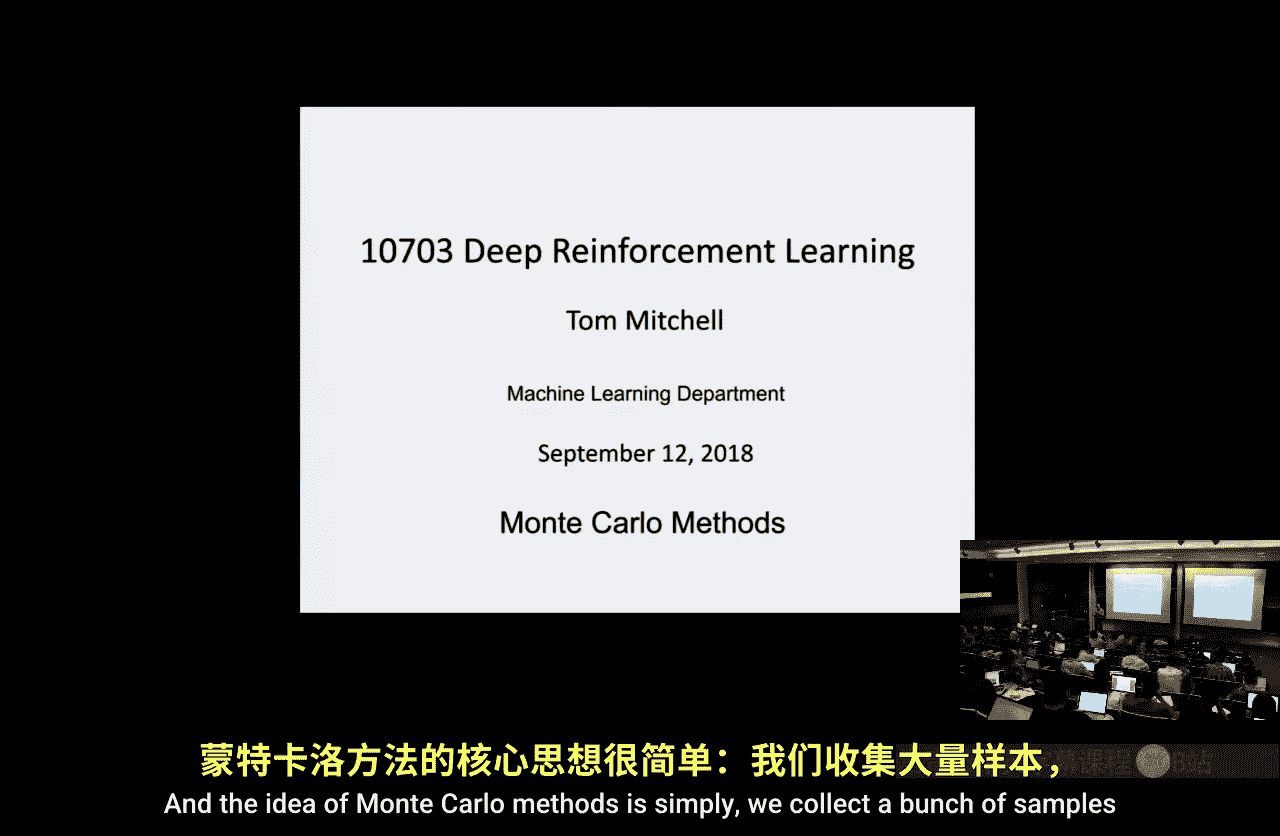 10703 Deep Reinforcement Learning
Tom Mitchell
Machine Learning Department
September 12, 2018
Monte Carlo Methods
蒙特卡洛方法的核心思想很简单：我们收集大量样本，
And the idea of Monte Carlo methods is simply, we collect a bunch of samples